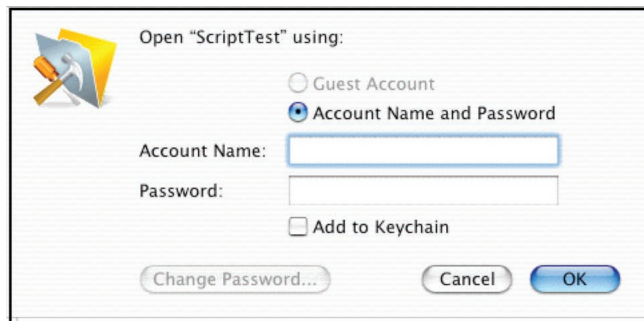 Open “ScriptTest” using:
Guest Account
Account Name and Password
Account Name:
Password:
Add to Keychain
Change Password...
Cancel
OK